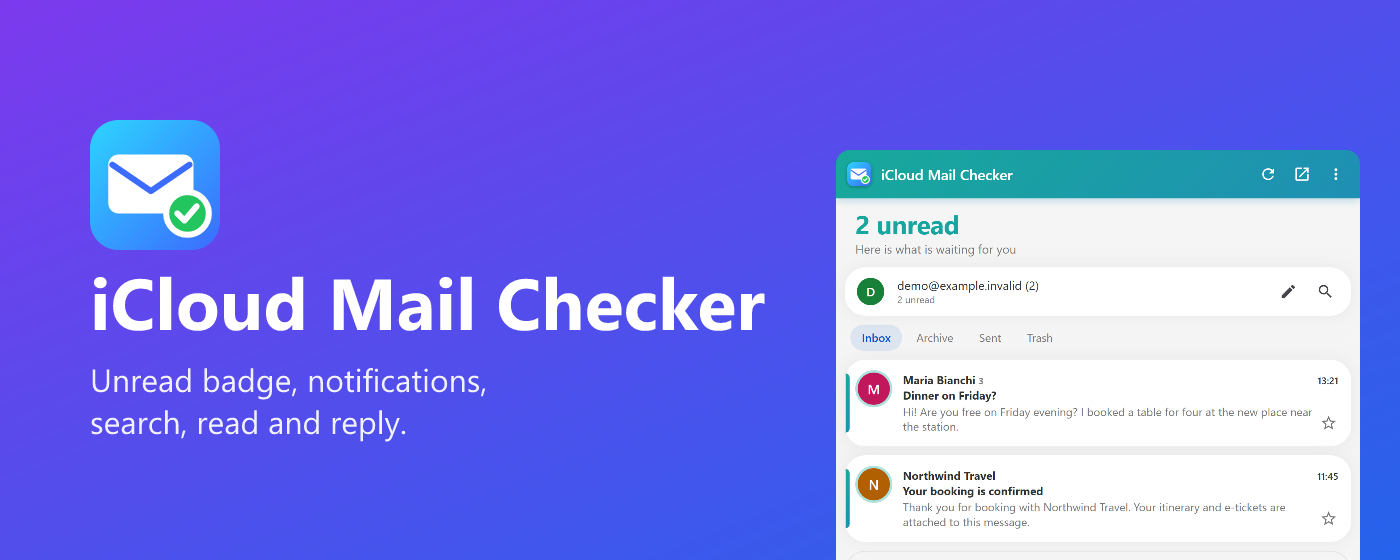 iCloud Mail Checker
Unread badge, notifications,
search, read and reply.
iCloud Mail Checker
2 unread
Here is what is waiting for you
D
demo@example.invalid (2)
2 unread
Inbox Archive Sent Trash
M
Maria Bianchi 3 13:21
Dinner on Friday?
Hi! Are you free on Friday evening? I booked a table for four at the new place near
the station.
N
Northwind Travel 11:45
Your booking is confirmed
Thank you for booking with Northwind Travel. Your itinerary and e-tickets are
attached to this message.